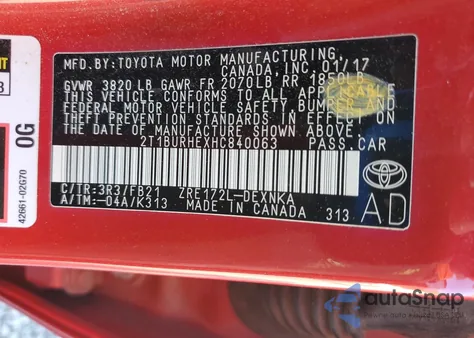 MFD. BY:TOYOTA MOTOR MANUFACTURING,
CANADA, INC. 01/17
GVWR 3820 LB GAWR FR 2070LB RR 1850LB
THIS VEHICLE CONFORMS TO ALL APPLICABLE
FEDERAL MOTOR VEHICLE SAFETY, BUMPER AND
THEFT PREVENTION STANDARDS IN EFFECT ON
THE DATE OF MANUFACTURE SHOWN ABOVE.
2T1BURHEXHC840063 PASS.CAR
C/TR:3R3/FB21 ZRE172L-DEXNKA
A/TM:-04A/K313 MADE IN CANADA 313
TOYOTA
AD
42661-02G70
OG
autoSnap